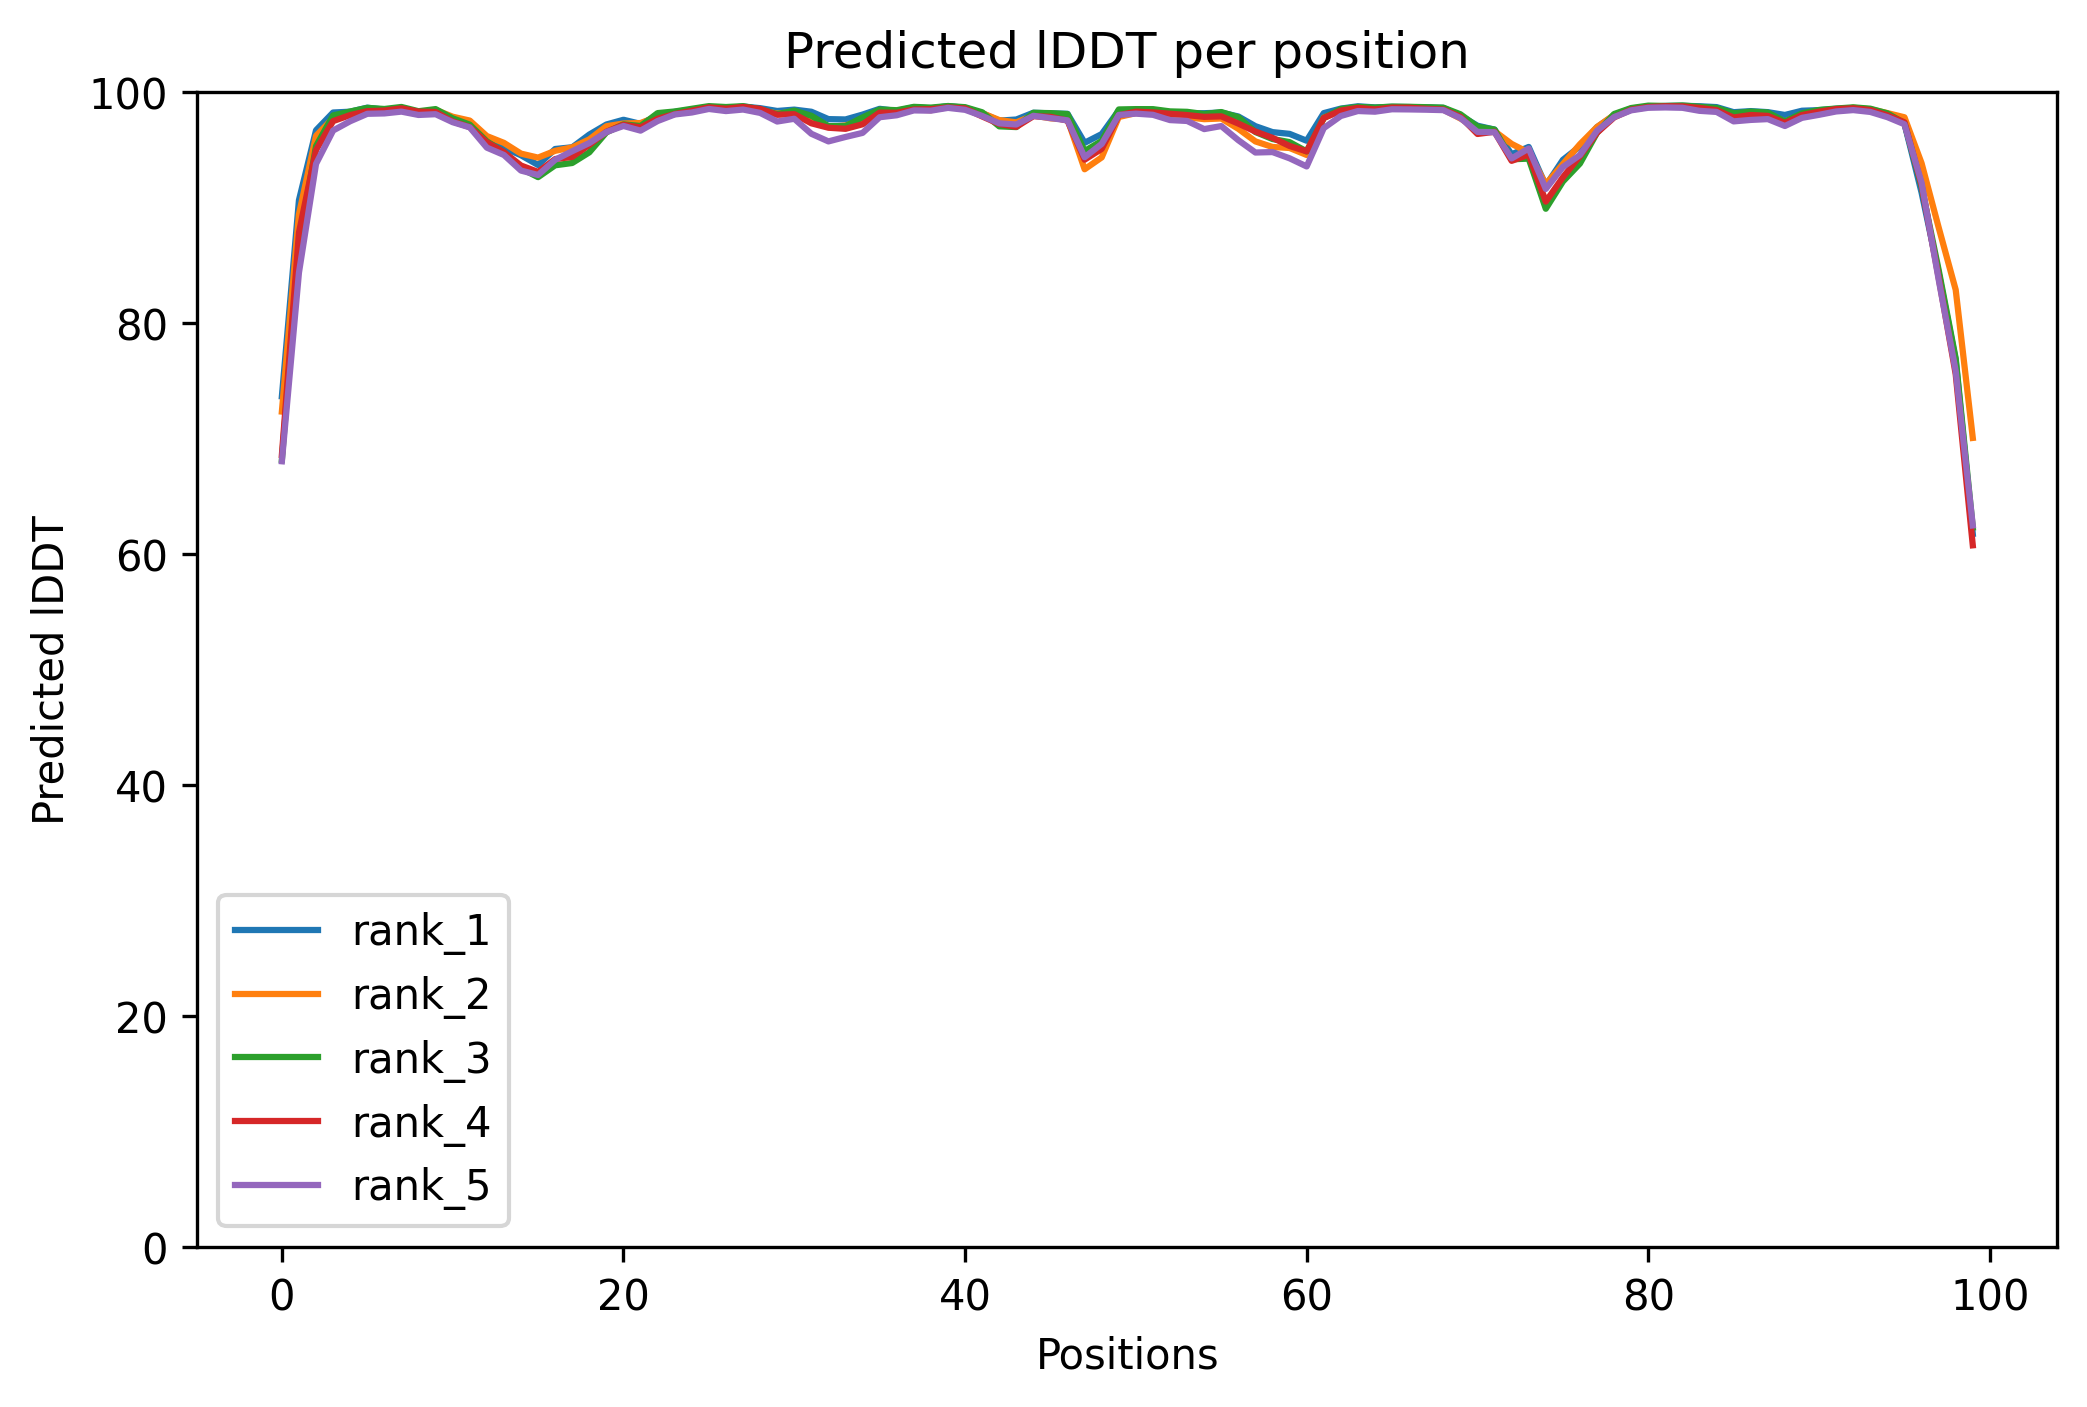 Predicted lDDT per position
100
80
60
40
20
0
Predicted lDDT
rank_1
rank_2
rank_3
rank_4
rank_5
0 20 40 60 80 100
Positions